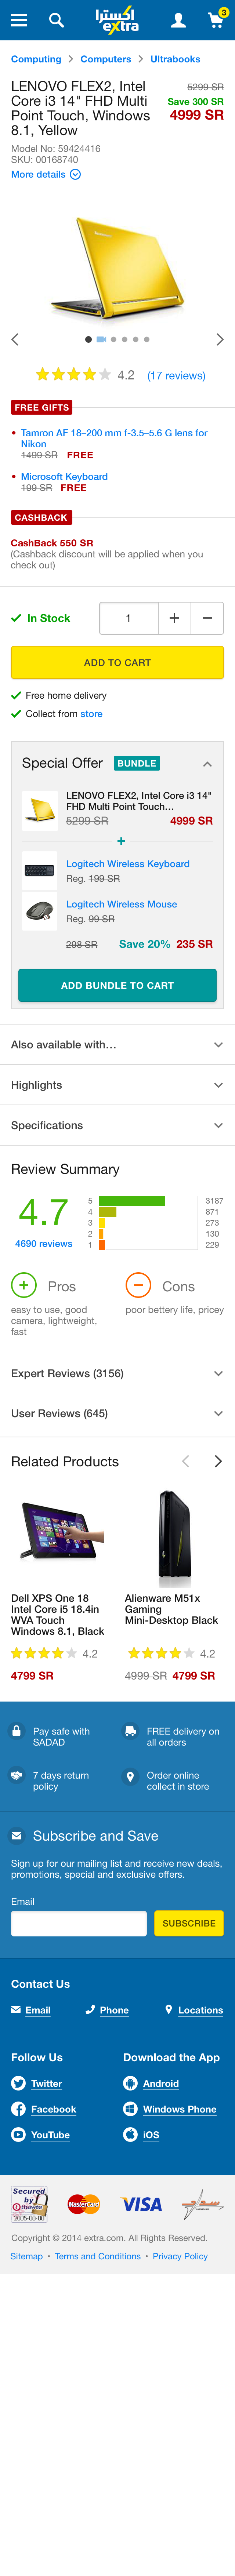 اكسترا
eXtra
3
Computing > Computers > Ultrabooks
LENOVO FLEX2, Intel
Core i3 14" FHD Multi
Point Touch, Windows
8.1, Yellow
5299 SR
Save 300 SR
4999 SR
Model No: 59424416
SKU: 00168740
More details
4.2 (17 reviews)
FREE GIFTS
• Tamron AF 18–200 mm f-3.5–5.6 G lens for
Nikon
1499 SR FREE
• Microsoft Keyboard
199 SR FREE
CASHBACK
CashBack 550 SR
(Cashback discount will be applied when you
check out)
In Stock
1 + −
ADD TO CART
Free home delivery
Collect from store
Special Offer BUNDLE
LENOVO FLEX2, Intel Core i3 14"
FHD Multi Point Touch…
5299 SR 4999 SR
+
Logitech Wireless Keyboard
Reg. 199 SR
Logitech Wireless Mouse
Reg. 99 SR
298 SR Save 20% 235 SR
ADD BUNDLE TO CART
Also available with…
Highlights
Specifications
Review Summary
4.7
4690 reviews
5 3187
4 871
3 273
2 130
1 229
Pros
easy to use, good
camera, lightweight,
fast
Cons
poor bettery life, pricey
Expert Reviews (3156)
User Reviews (645)
Related Products
Dell XPS One 18
Intel Core i5 18.4in
WVA Touch
Windows 8.1, Black
4.2
4799 SR
Alienware M51x
Gaming
Mini-Desktop Black
4.2
4999 SR 4799 SR
Pay safe with
SADAD
FREE delivery on
all orders
7 days return
policy
Order online
collect in store
Subscribe and Save
Sign up for our mailing list and receive new deals,
promotions, special and exclusive offers.
Email
SUBSCRIBE
Contact Us
Email
Phone
Locations
Follow Us
Twitter
Facebook
YouTube
Download the App
Android
Windows Phone
iOS
Secured
by
thawte
2005-00-00
MasterCard
VISA
سداد
Copyright © 2014 extra.com. All Rights Reserved.
Sitemap • Terms and Conditions • Privacy Policy